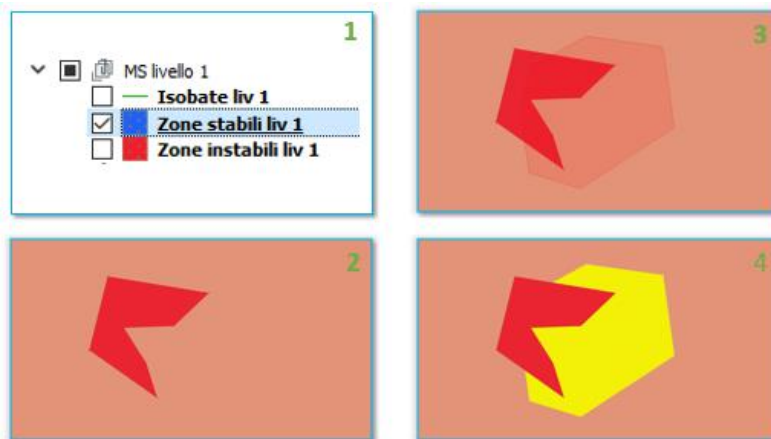 1
MS livello 1
Isobate liv 1
Zone stabili liv 1
Zone instabili liv 1
3
2
4